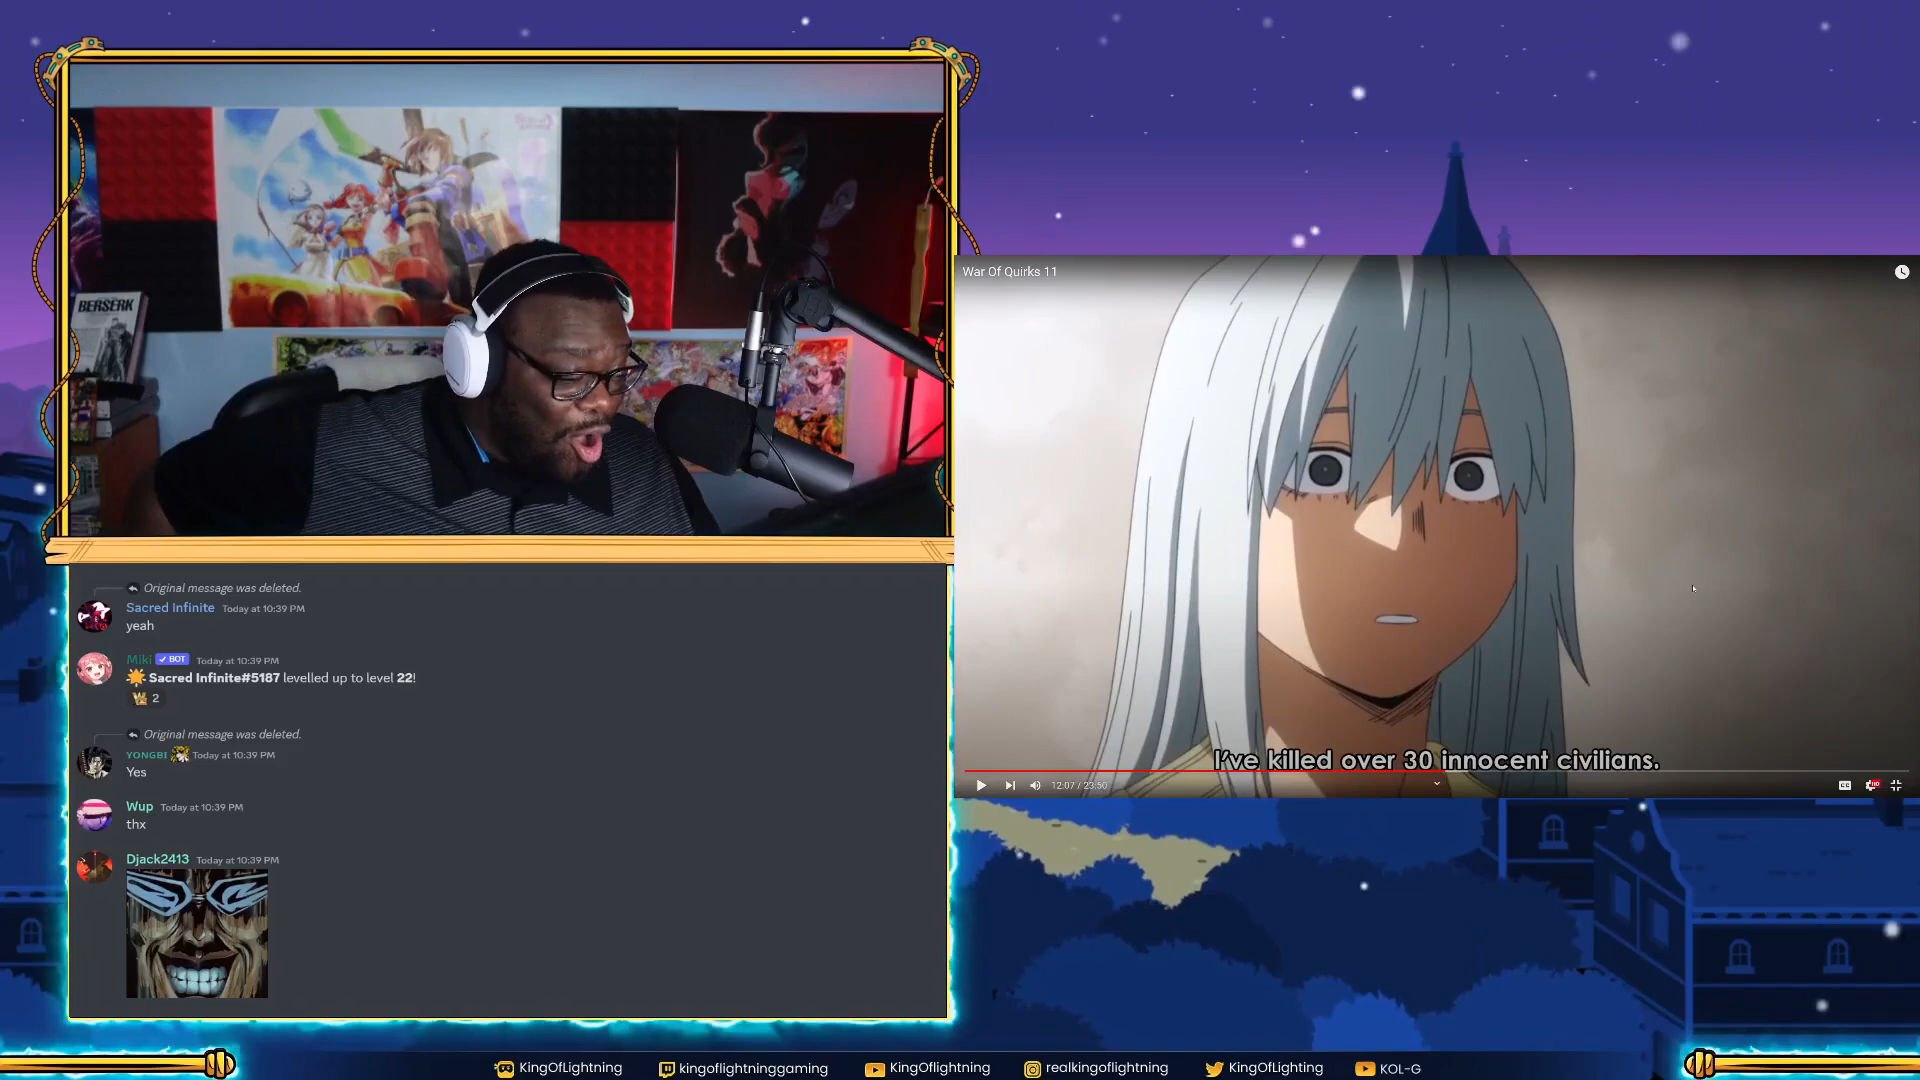 BERSERK
War Of Quirks 11
I've killed over 30 innocent civilians.
12:07 / 23:50
Original message was deleted.
Sacred Infinite Today at 10:39 PM
yeah
Miki BOT Today at 10:39 PM
Sacred Infinite#5187 levelled up to level 22!
2
Original message was deleted.
YONGBI Today at 10:39 PM
Yes
Wup Today at 10:39 PM
thx
Djack2413 Today at 10:39 PM
KingOfLightning kingoflightninggaming KingOflightning realkingoflightning KingOfLighting KOL-G